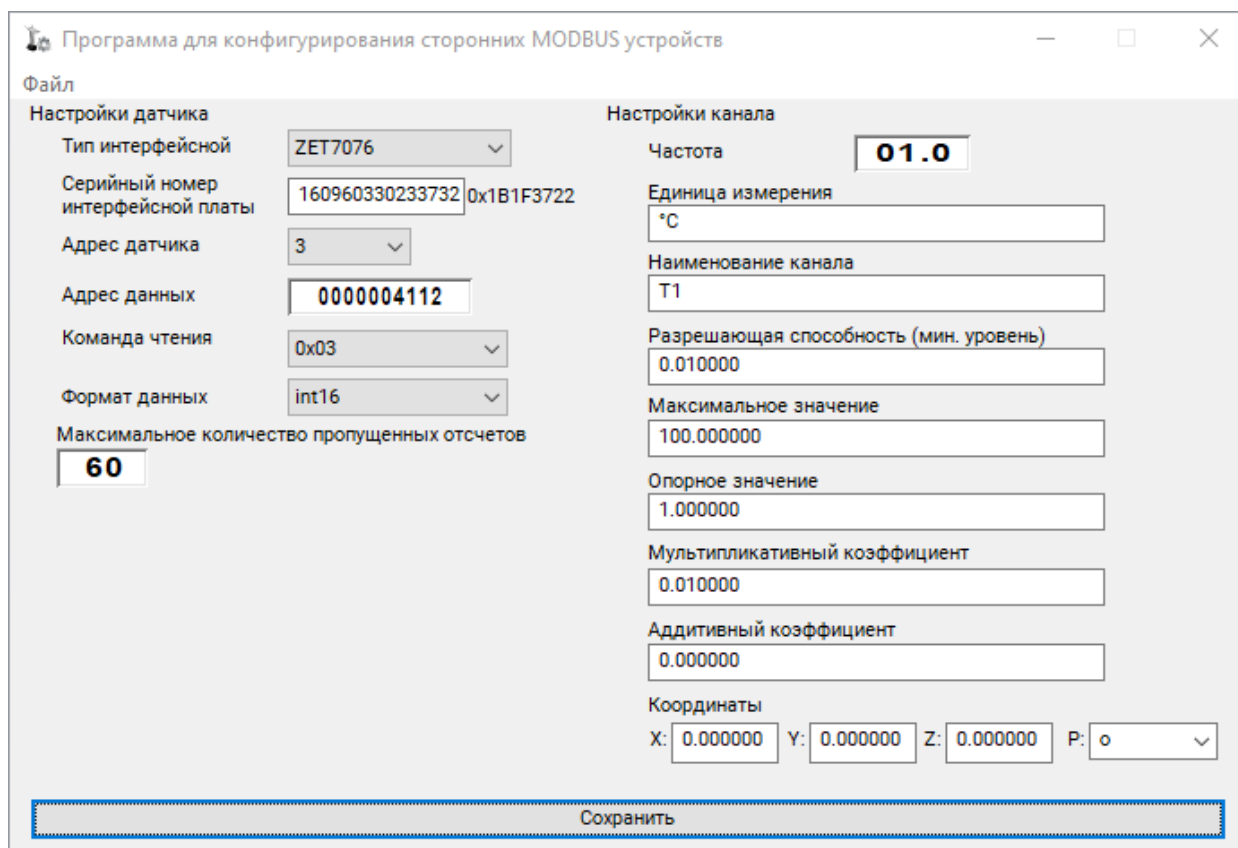 Программа для конфигурирования сторонних MODBUS устройств
Файл
Настройки датчика
Тип интерфейсной
ZET7076
Серийный номер
интерфейсной платы
160960330233732
0x1B1F3722
Адрес датчика
3
Адрес данных
0000004112
Команда чтения
0x03
Формат данных
int16
Максимальное количество пропущенных отсчетов
60
Настройки канала
Частота
01.0
Единица измерения
°C
Наименование канала
T1
Разрешающая способность (мин. уровень)
0.010000
Максимальное значение
100.000000
Опорное значение
1.000000
Мультипликативный коэффициент
0.010000
Аддитивный коэффициент
0.000000
Координаты
X: 0.000000 Y: 0.000000 Z: 0.000000 P: o
Сохранить